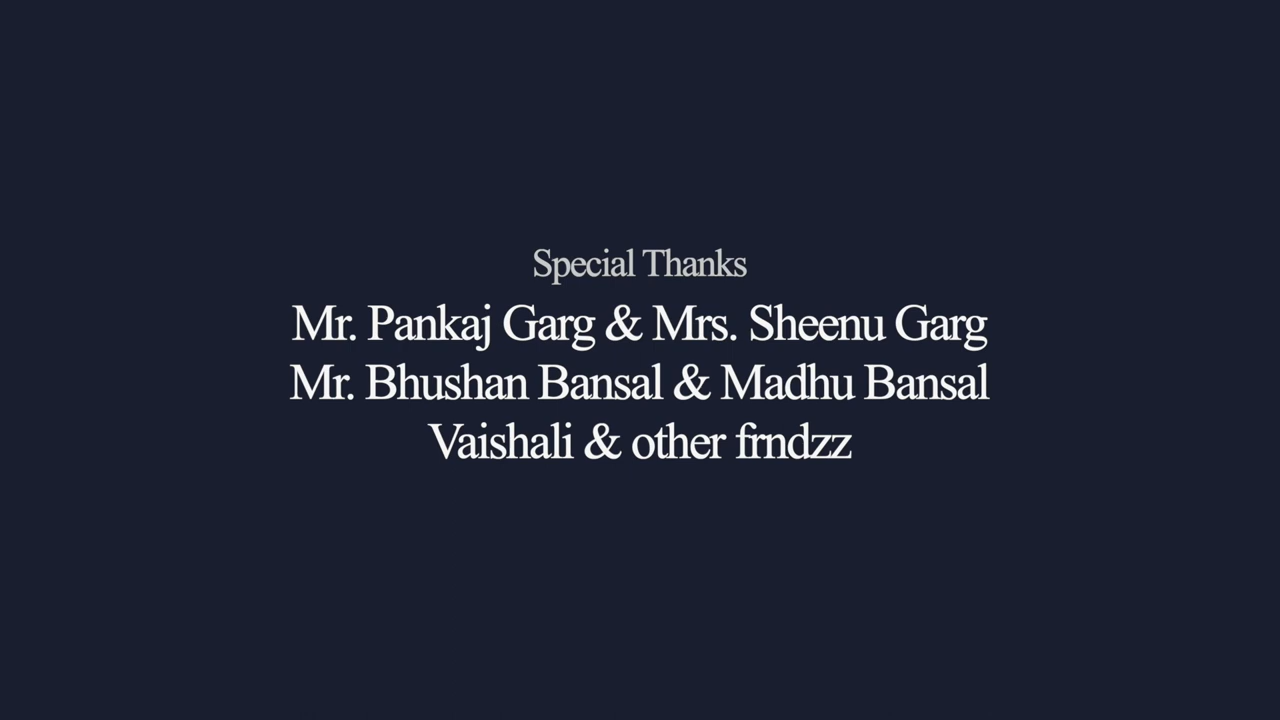 Special Thanks
Mr. Pankaj Garg & Mrs. Sheenu Garg
Mr. Bhushan Bansal & Madhu Bansal
Vaishali & other frndzz